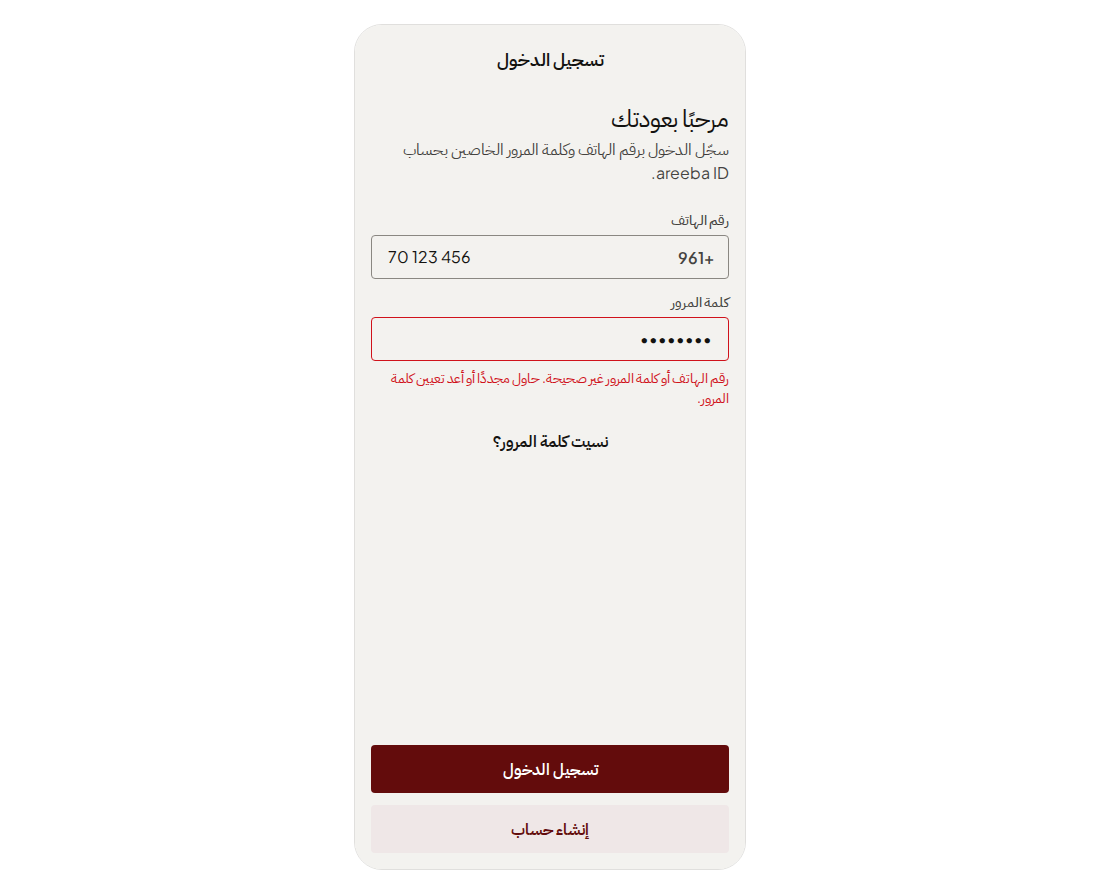 تسجيل الدخول
مرحبًا بعودتك
سجّل الدخول برقم الهاتف وكلمة المرور الخاصين بحساب
areeba ID.
رقم الهاتف
961+
70 123 456
كلمة المرور
••••••••
رقم الهاتف أو كلمة المرور غير صحيحة. حاول مجددًا أو أعد تعيين كلمة
المرور.
نسيت كلمة المرور؟
تسجيل الدخول
إنشاء حساب